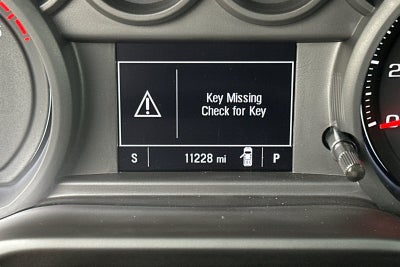 Key Missing
Check for Key
S 11228 mi P